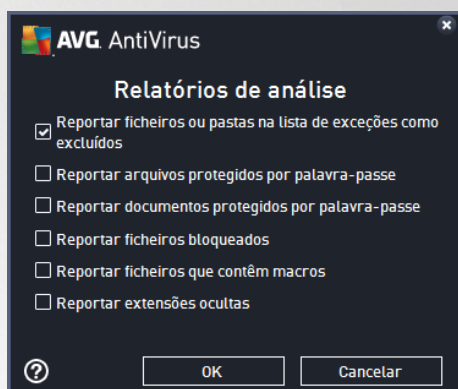 AVG. AntiVirus
Relatórios de análise
Reportar ficheiros ou pastas na lista de exceções como
excluídos
Reportar arquivos protegidos por palavra-passe
Reportar documentos protegidos por palavra-passe
Reportar ficheiros bloqueados
Reportar ficheiros que contêm macros
Reportar extensões ocultas
? OK Cancelar